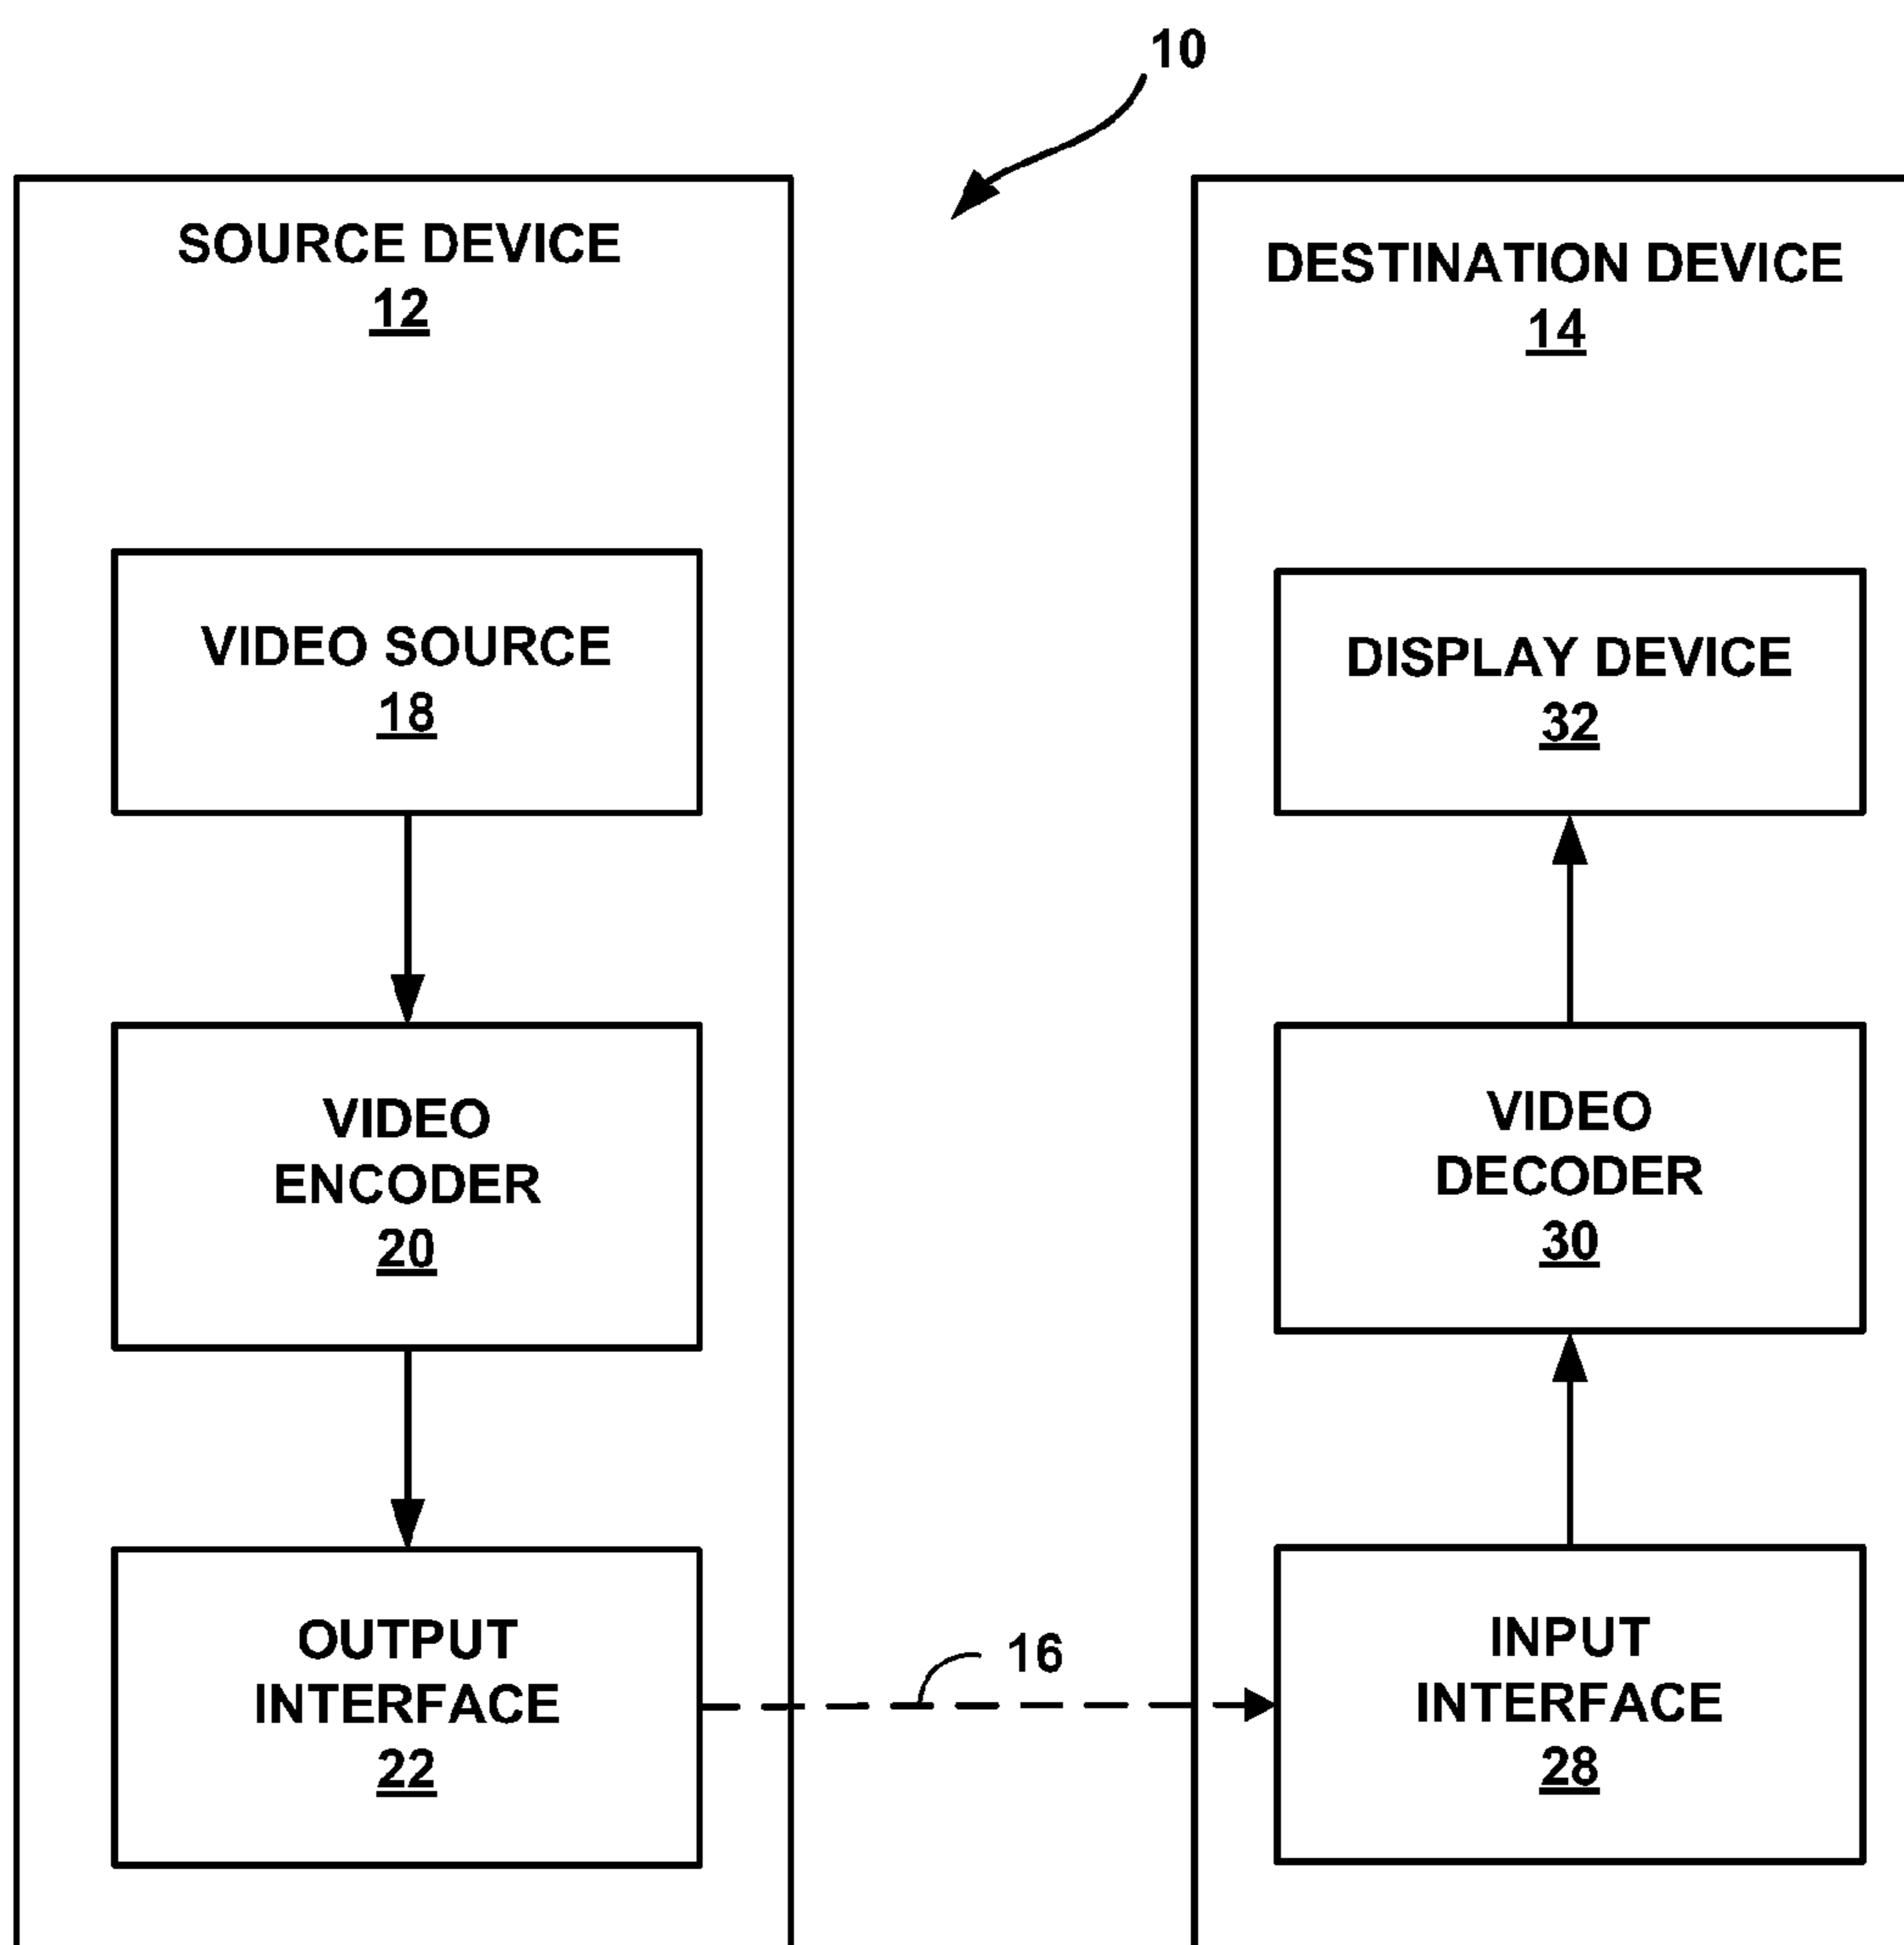 10
SOURCE DEVICE
12
VIDEO SOURCE
18
VIDEO
ENCODER
20
OUTPUT
INTERFACE
22
16
DESTINATION DEVICE
14
DISPLAY DEVICE
32
VIDEO
DECODER
30
INPUT
INTERFACE
28